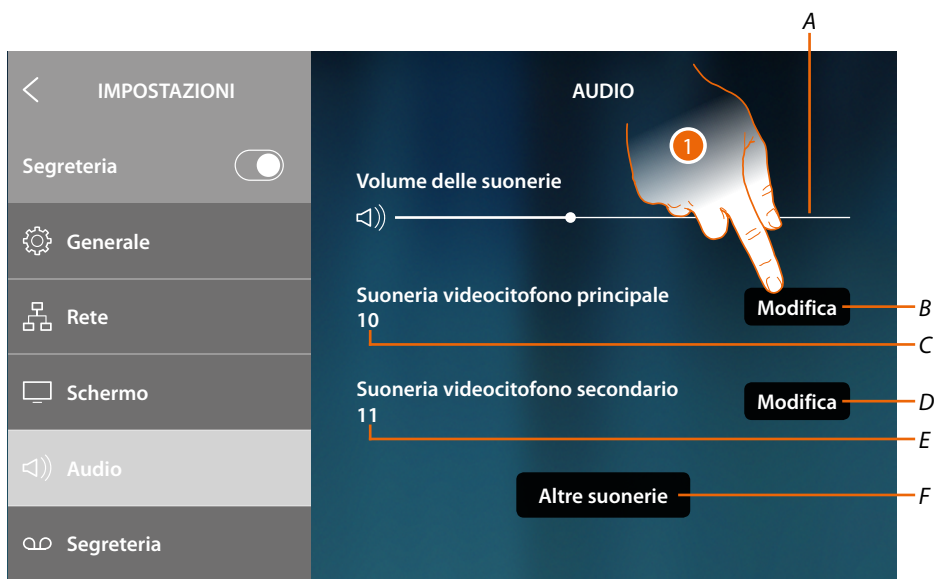 A
IMPOSTAZIONI
Segreteria
Generale
Rete
Schermo
Audio
Segreteria
AUDIO
1
Volume delle suonerie
Suoneria videocitofono principale
10
Modifica
B
C
Suoneria videocitofono secondario
11
Modifica
D
E
Altre suonerie
F